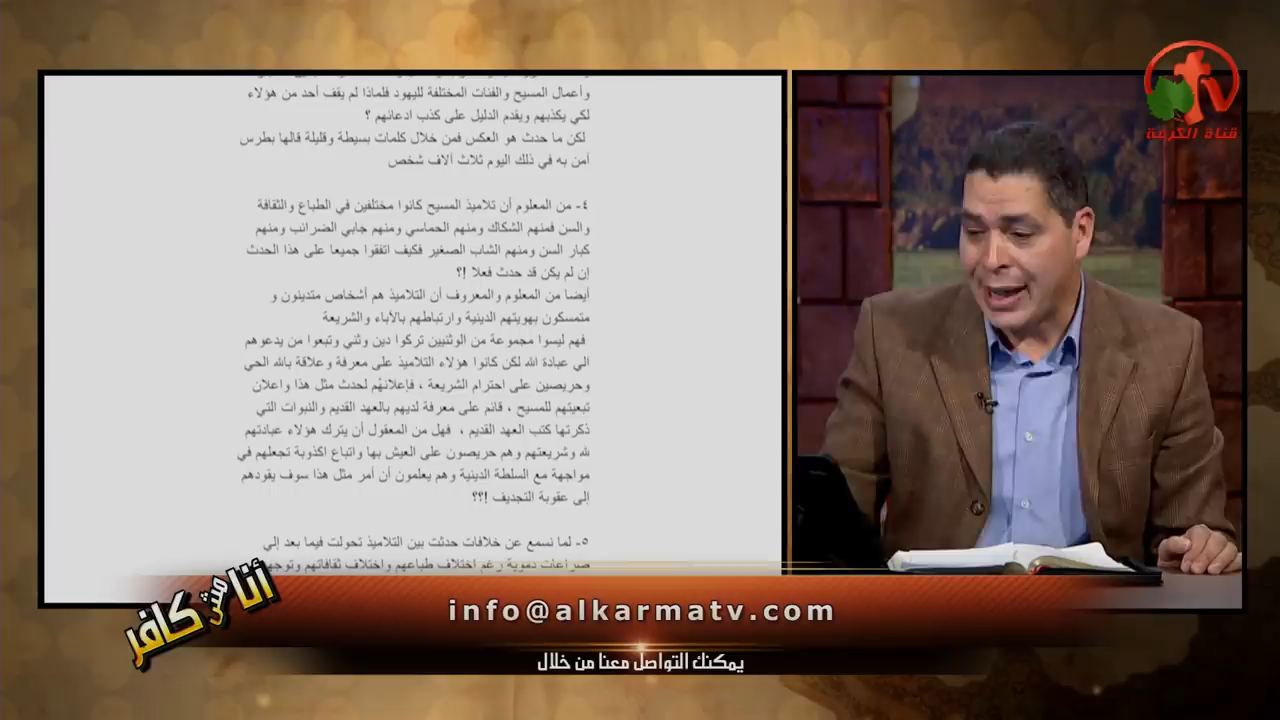 وأعمال المسيح والفئات المختلفة لليهود فلماذا لم يقف أحد من هؤلاء
لكي يكذبهم ويقدم الدليل على كذب ادعائهم ؟
لكن ما حدث هو العكس فمن خلال كلمات بسيطة وقليلة قالها بطرس
آمن به في ذلك اليوم ثلاث آلاف شخص
٤- من المعلوم أن تلاميذ المسيح كانوا مختلفين في الطباع والثقافة
والسن فمنهم الشكاك ومنهم الحماسي ومنهم جابي الضرائب ومنهم
كبار السن ومنهم الشاب الصغير فكيف اتفقوا جميعا على هذا الحدث
إن لم يكن قد حدث فعلا !؟
أيضا من المعلوم والمعروف أن التلاميذ هم أشخاص متدينون و
متمسكون بهويتهم الدينية وارتباطهم بالآباء والشريعة
فهم ليسوا مجموعة من الوثنيين تركوا دين وثني وتبعوا من يدعوهم
الي عبادة الله لكن كانوا هؤلاء التلاميذ على معرفة وعلاقة بالله الحي
وحريصين على احترام الشريعة ، فإعلانهُم لحدث مثل هذا واعلان
تبعيتهم للمسيح ، قائم على معرفة لديهم بالعهد القديم والنبوات التي
ذكرتها كتب العهد القديم ، فهل من المعقول أن يترك هؤلاء عبادتهم
لله وشريعتهم وهم حريصون على العيش بها واتباع اكذوبة تجعلهم في
مواجهة مع السلطة الدينية وهم يعلمون أن أمر مثل هذا سوف يقودهم
إلى عقوبة التجديف !؟؟
٥- لما نسمع عن خلافات حدثت بين التلاميذ تحولت فيما بعد إلي
صراعات دموية رغم اختلاف طباعهم واختلاف ثقافاتهم
tv
قناة الكرمة
أنا مش كافر
info@alkarmatv.com
يمكنك التواصل معنا من خلال